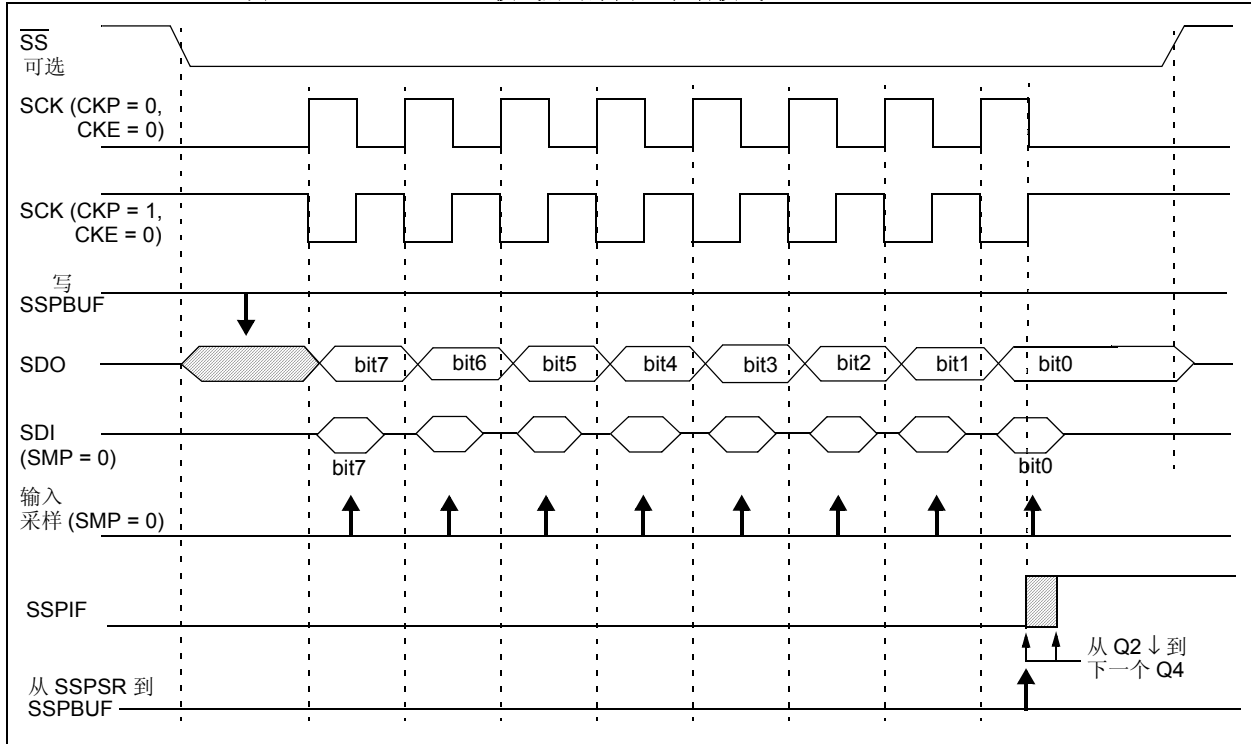 SS
可选
SCK (CKP = 0,
CKE = 0)
SCK (CKP = 1,
CKE = 0)
写
SSPBUF
SDO
bit7
bit6
bit5
bit4
bit3
bit2
bit1
bit0
SDI
(SMP = 0)
bit7
bit0
输入
采样 (SMP = 0)
SSPIF
从 Q2 ↓ 到
下一个 Q4
从 SSPSR 到
SSPBUF